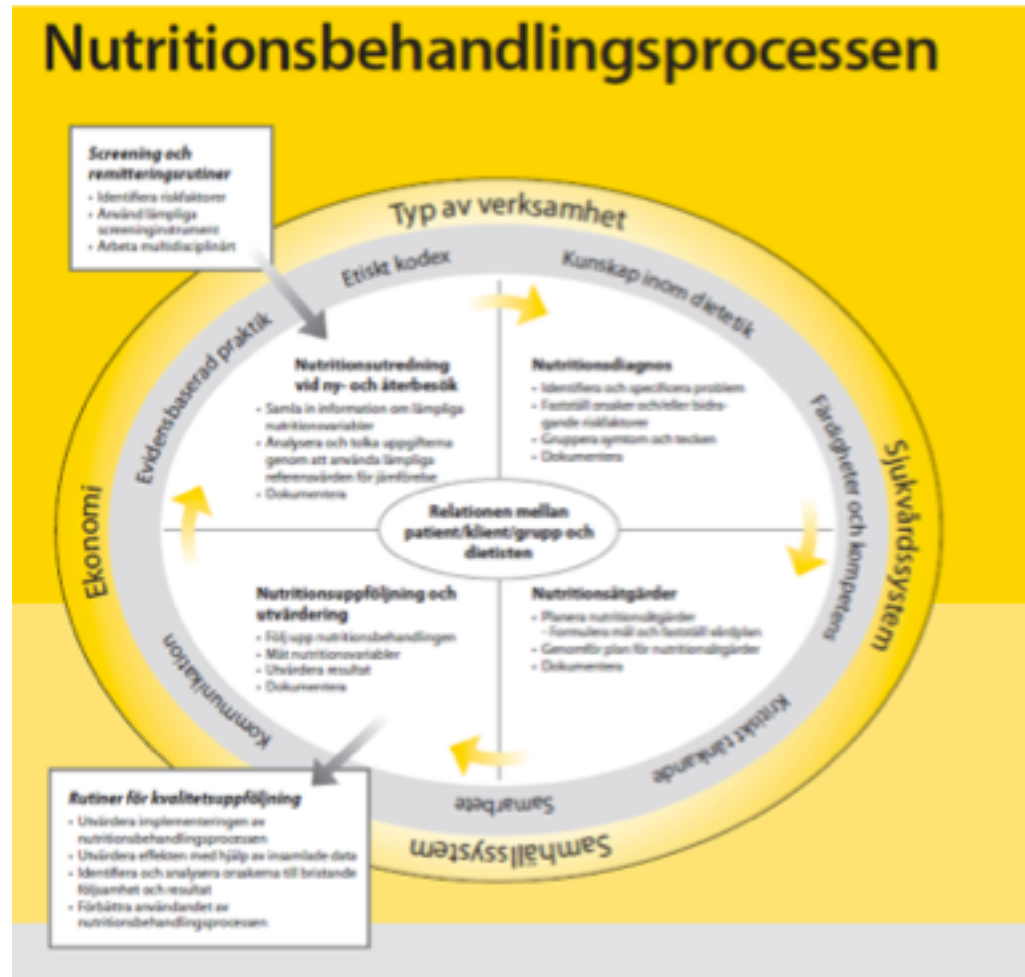 Nutritionsbehandlingsprocessen
Screening och
remitteringsrutiner
• Identifiera riskfaktorer
• Använd lämpliga
screeninginstrument
• Arbeta multidisciplinärt
Typ av verksamhet
Etiskt kodex
Kunskap inom dietetik
Evidensbaserad praktik
Färdigheter och kompetens
Sjukvårdssystem
Ekonomi
Nutritionsutredning
vid ny- och återbesök
• Samla in information om lämpliga
nutritionsvariabler
• Analysera och tolka uppgifterna
genom att använda lämpliga
referensvärden för jämförelse
• Dokumentera
Nutritionsdiagnos
• Identifiera och specificera problem
• Fastställ orsaker och/eller bidra-
gande riskfaktorer
• Gruppera symtom och tecken
• Dokumentera
Relationen mellan
patient/klient/grupp och
dietisten
Nutritionsuppföljning och
utvärdering
• Följ upp nutritionsbehandlingen
• Mät nutritionsvariabler
• Utvärdera resultat
• Dokumentera
Nutritionsåtgärder
• Planera nutritionsåtgärder
- Formulera mål och fastställ vårdplan
• Genomför plan för nutritionsåtgärder
• Dokumentera
Kommunikation
Kritiskt tänkande
Samarbete
Samhällssystem
Rutiner för kvalitetsuppföljning
• Utvärdera implementeringen av
nutritionsbehandlingsprocessen
• Utvärdera effekten med hjälp av insamlade data
• Identifiera och analysera orsakerna till bristande
följsamhet och resultat
• Förbättra användandet av
nutritionsbehandlingsprocessen